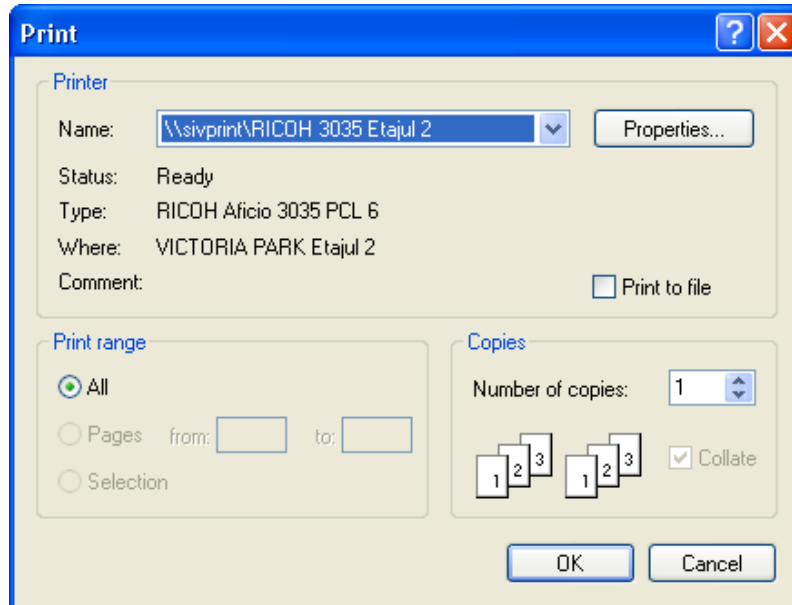 Print
Printer
Name: \\sivprint\RICOH 3035 Etajul 2 Properties...
Status: Ready
Type: RICOH Aficio 3035 PCL 6
Where: VICTORIA PARK Etajul 2
Comment: Print to file
Print range
All
Pages from: to:
Selection
Copies
Number of copies: 1
1 2 3 1 2 3 Collate
OK Cancel